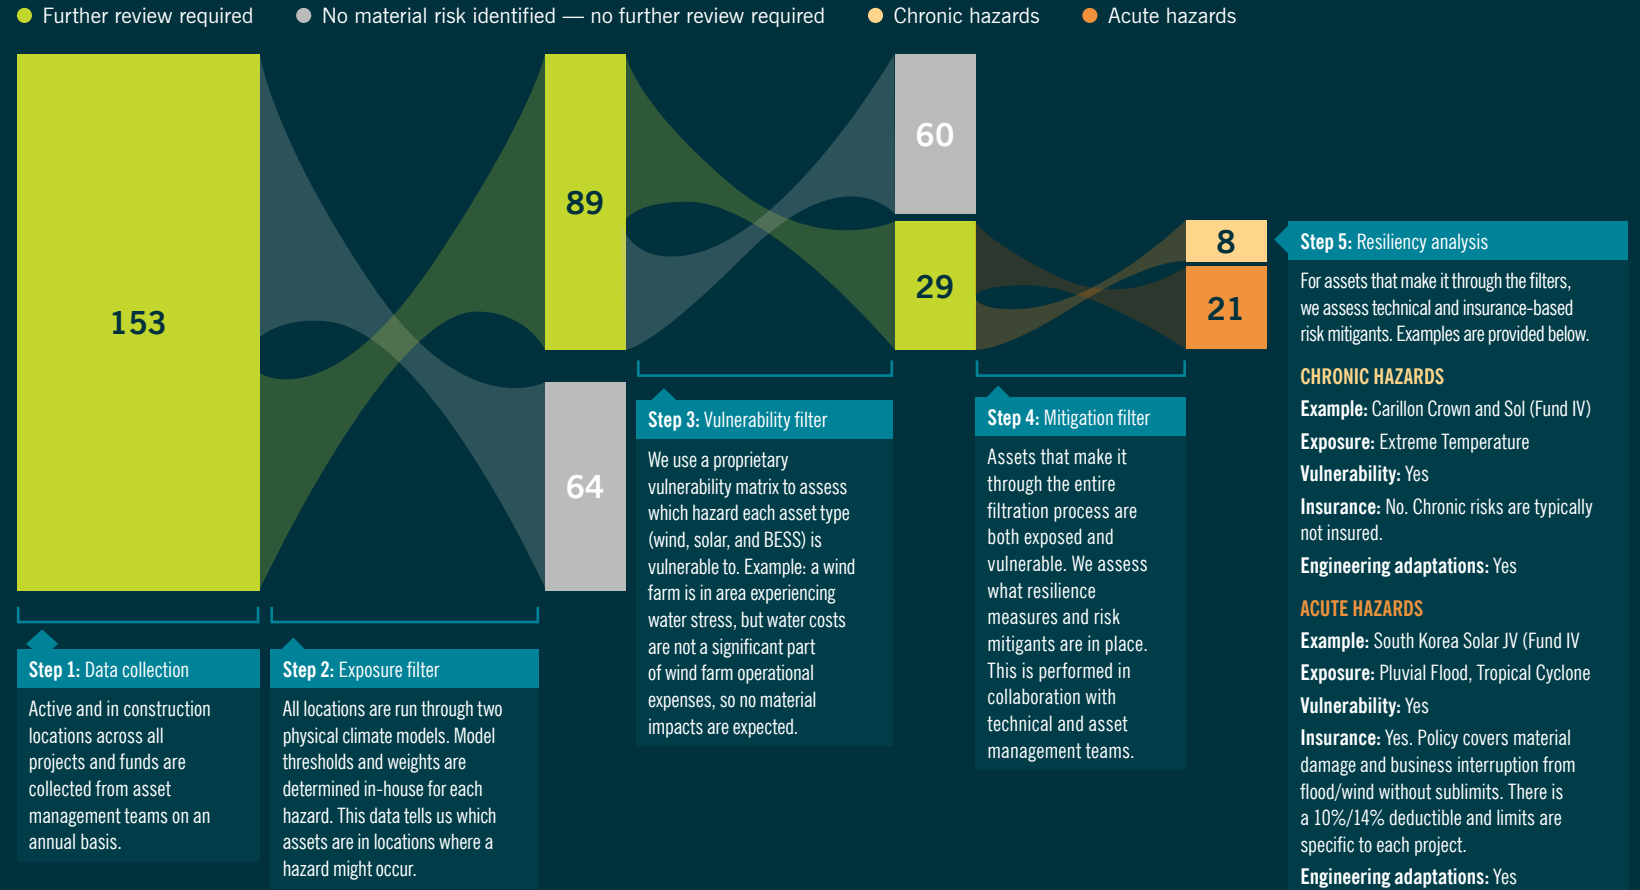 Further review required
No material risk identified — no further review required
Chronic hazards
Acute hazards
153
89
64
60
29
8
21
Step 1: Data collection
Active and in construction
locations across all
projects and funds are
collected from asset
management teams on an
annual basis.
Step 2: Exposure filter
All locations are run through two
physical climate models. Model
thresholds and weights are
determined in-house for each
hazard. This data tells us which
assets are in locations where a
hazard might occur.
Step 3: Vulnerability filter
We use a proprietary
vulnerability matrix to assess
which hazard each asset type
(wind, solar, and BESS) is
vulnerable to. Example: a wind
farm is in area experiencing
water stress, but water costs
are not a significant part
of wind farm operational
expenses, so no material
impacts are expected.
Step 4: Mitigation filter
Assets that make it
through the entire
filtration process are
both exposed and
vulnerable. We assess
what resilience
measures and risk
mitigants are in place.
This is performed in
collaboration with
technical and asset
management teams.
Step 5: Resiliency analysis
For assets that make it through the filters,
we assess technical and insurance-based
risk mitigants. Examples are provided below.
CHRONIC HAZARDS
Example: Carillon Crown and Sol (Fund IV)
Exposure: Extreme Temperature
Vulnerability: Yes
Insurance: No. Chronic risks are typically
not insured.
Engineering adaptations: Yes
ACUTE HAZARDS
Example: South Korea Solar JV (Fund IV
Exposure: Pluvial Flood, Tropical Cyclone
Vulnerability: Yes
Insurance: Yes. Policy covers material
damage and business interruption from
flood/wind without sublimits. There is
a 10%/14% deductible and limits are
specific to each project.
Engineering adaptations: Yes